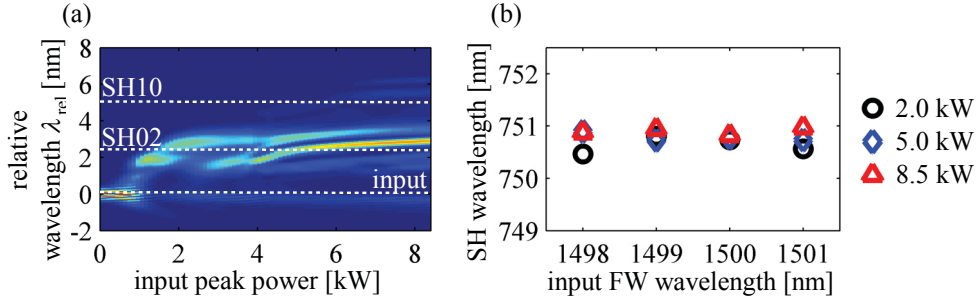 (a)
8
6
4
2
0
-2
relative
wavelength λrel [nm]
SH10
SH02
input
0 2 4 6 8
input peak power [kW]
(b)
752
751
750
749
SH wavelength [nm]
1498 1499 1500 1501
input FW wavelength [nm]
2.0 kW
5.0 kW
8.5 kW